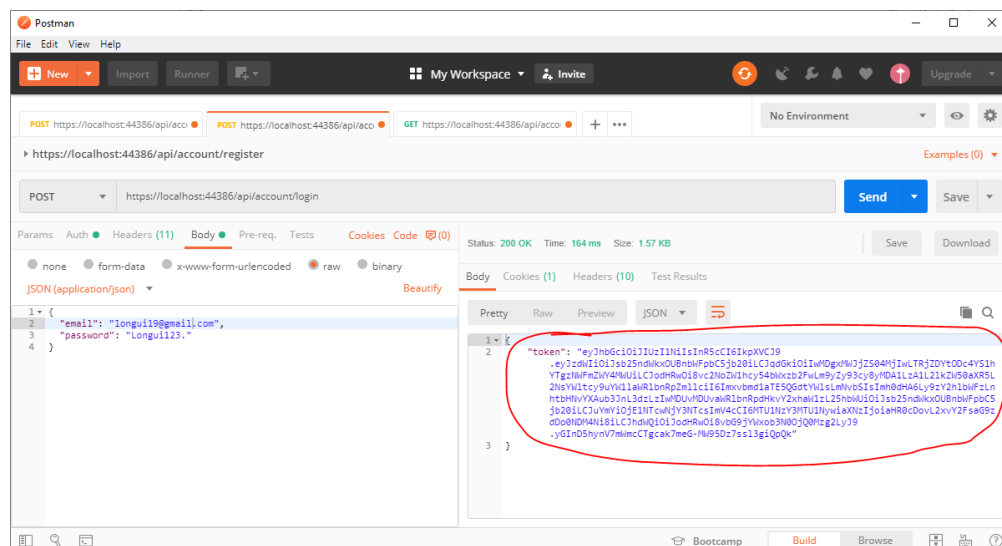 Postman
File Edit View Help
New Import Runner My Workspace Invite Upgrade
POST https://localhost:44386/api/acc POST https://localhost:44386/api/acc GET https://localhost:44386/api/acco No Environment
https://localhost:44386/api/account/register Examples (0)
POST https://localhost:44386/api/account/login Send Save
Params Auth Headers (11) Body Pre-req. Tests Cookies Code (0)
Status: 200 OK Time: 164 ms Size: 1.57 KB Save Download
none form-data x-www-form-urlencoded raw binary
Body Cookies (1) Headers (10) Test Results
JSON (application/json) Beautify
Pretty Raw Preview JSON
1 {
2 "email": "longui19@gmail.com",
3 "password": "Longui123."
4 }
1 {
2 "token": "eyJhbGciOiJIUzI1NiIsInR5cCI6IkpXVCJ9
3 }
Bootcamp Build Browse